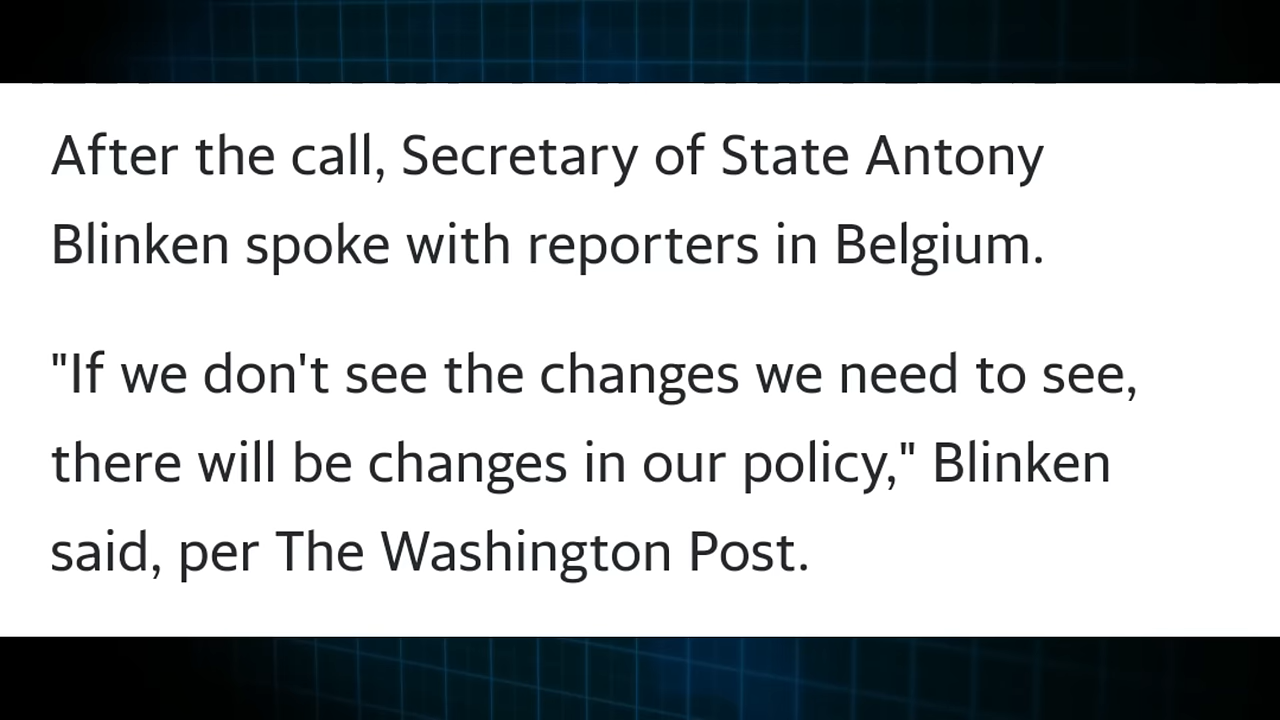 After the call, Secretary of State Antony
Blinken spoke with reporters in Belgium.
"If we don't see the changes we need to see,
there will be changes in our policy," Blinken
said, per The Washington Post.